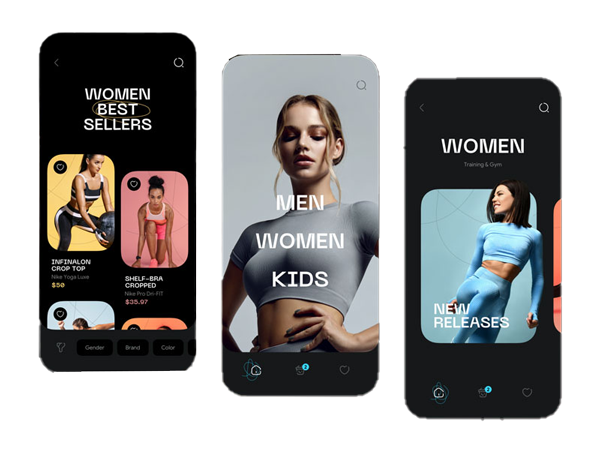 WOMEN
BEST
SELLERS
INFINALON
CROP TOP
Nike Yoga Luxe
$50
SHELF-BRA
CROPPED
Nike Pro Dri-FIT
$35.97
Gender
Brand
Color
MEN
WOMEN
KIDS
2
WOMEN
Training & Gym
NEW
RELEASES
2